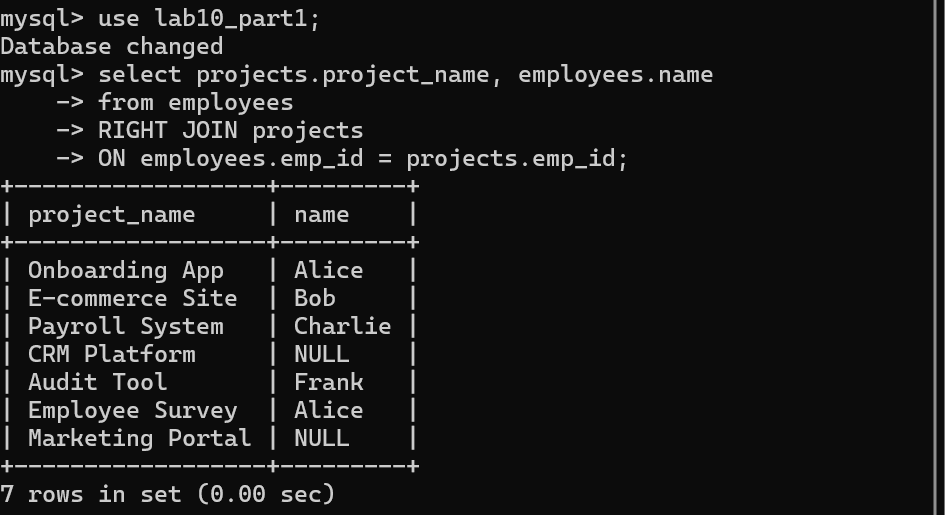 mysql> use lab10_part1;
Database changed
mysql> select projects.project_name, employees.name
    -> from employees
    -> RIGHT JOIN projects
    -> ON employees.emp_id = projects.emp_id;
+------------------+---------+
| project_name     | name    |
+------------------+---------+
| Onboarding App   | Alice   |
| E-commerce Site  | Bob     |
| Payroll System   | Charlie |
| CRM Platform     | NULL    |
| Audit Tool       | Frank   |
| Employee Survey  | Alice   |
| Marketing Portal | NULL    |
+------------------+---------+
7 rows in set (0.00 sec)